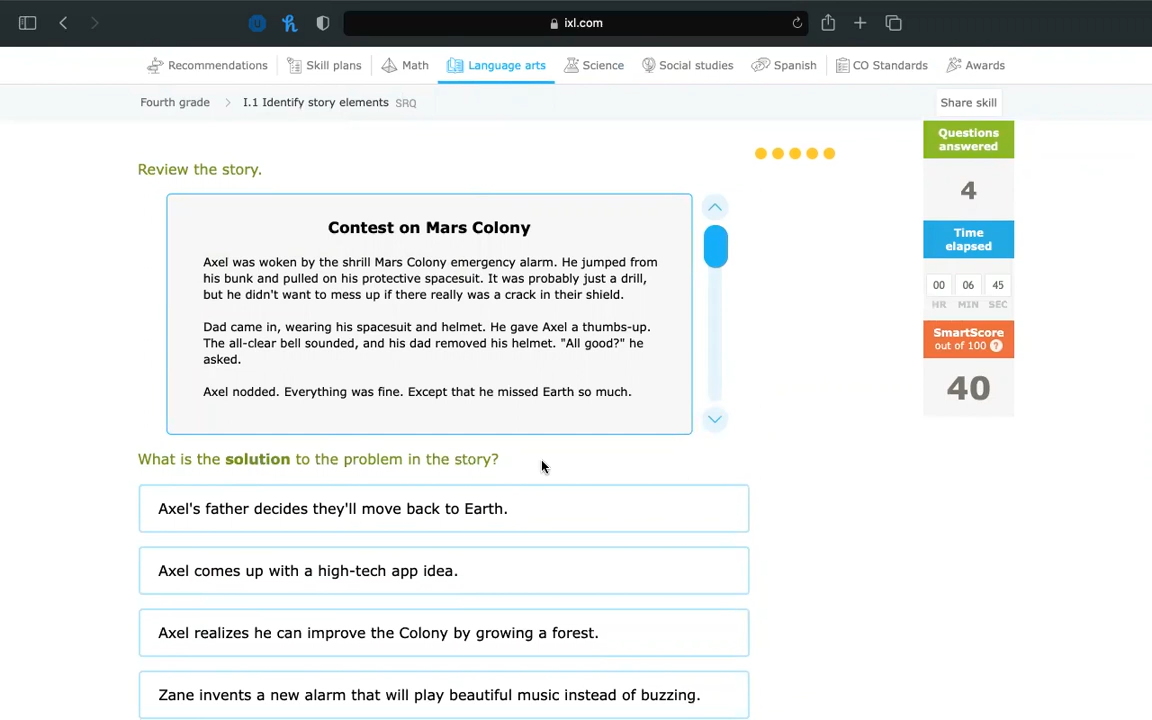 ixl.com
Recommendations Skill plans Math Language arts Science Social studies Spanish CO Standards Awards
Fourth grade > I.1 Identify story elements SRQ Share skill
Questions
answered
4
Time
elapsed
00 06 45
HR MIN SEC
SmartScore
out of 100 ?
40
Review the story.
Contest on Mars Colony
Axel was woken by the shrill Mars Colony emergency alarm. He jumped from
his bunk and pulled on his protective spacesuit. It was probably just a drill,
but he didn't want to mess up if there really was a crack in their shield.
Dad came in, wearing his spacesuit and helmet. He gave Axel a thumbs-up.
The all-clear bell sounded, and his dad removed his helmet. "All good?" he
asked.
Axel nodded. Everything was fine. Except that he missed Earth so much.
What is the solution to the problem in the story?
Axel's father decides they'll move back to Earth.
Axel comes up with a high-tech app idea.
Axel realizes he can improve the Colony by growing a forest.
Zane invents a new alarm that will play beautiful music instead of buzzing.